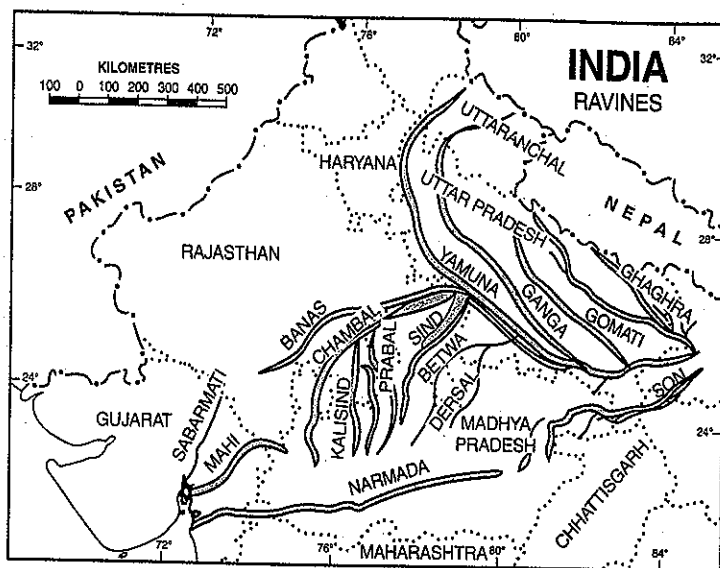 72°
76°
80°
84°
32°
32°
KILOMETRES
100 0 100 200 300 400 500
INDIA
RAVINES
UTTARANCHAL
HARYANA
28°
PAKISTAN
UTTAR PRADESH
NEPAL
28°
RAJASTHAN
YAMUNA
GANGA
GOMATI
GHAGHRA
BANAS
CHAMBAL
SIND
PRABAL
BETWA
KALISIND
DERSAL
24°
SON
GUJARAT
SABARMATI
MAHI
MADHYA
PRADESH
24°
NARMADA
CHHATTISGARH
MAHARASHTRA
72°
76°
80°
84°